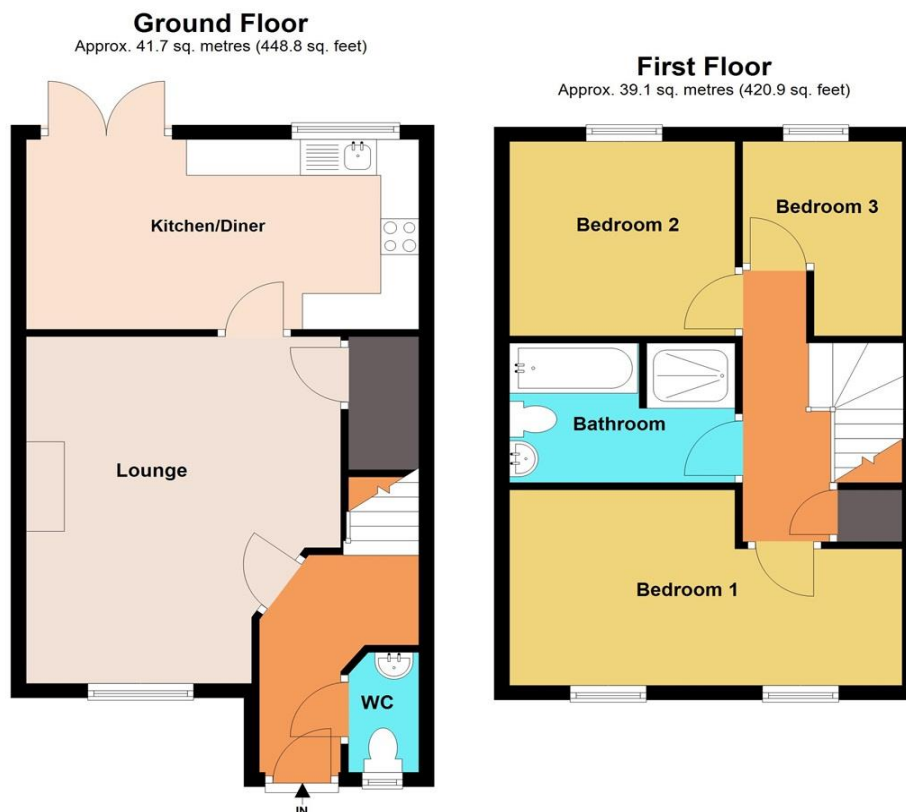 Ground Floor
Approx. 41.7 sq. metres (448.8 sq. feet)
Kitchen/Diner
Lounge
WC
IN
First Floor
Approx. 39.1 sq. metres (420.9 sq. feet)
Bedroom 2
Bedroom 3
Bathroom
Bedroom 1